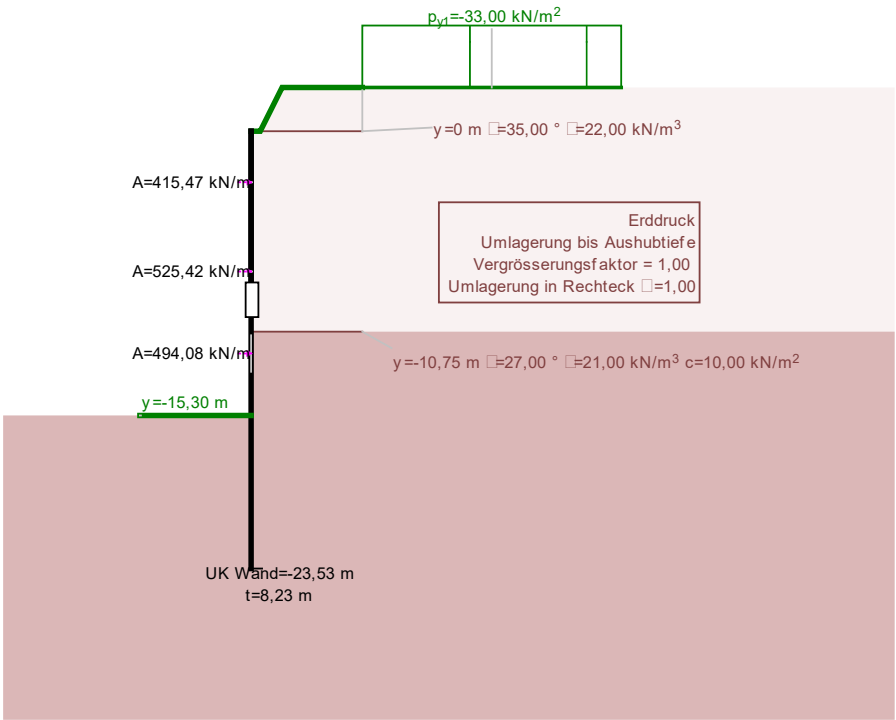 p_y1=-33,00 kN/m²
y=0 m □=35,00 ° □=22,00 kN/m³
A=415,47 kN/m
Erddruck
Umlagerung bis Aushubtiefe
Vergrösserungsfaktor = 1,00
Umlagerung in Rechteck □=1,00
A=525,42 kN/m
A=494,08 kN/m
y=-10,75 m □=27,00 ° □=21,00 kN/m³ c=10,00 kN/m²
y=-15,30 m
UK Wand=-23,53 m
t=8,23 m